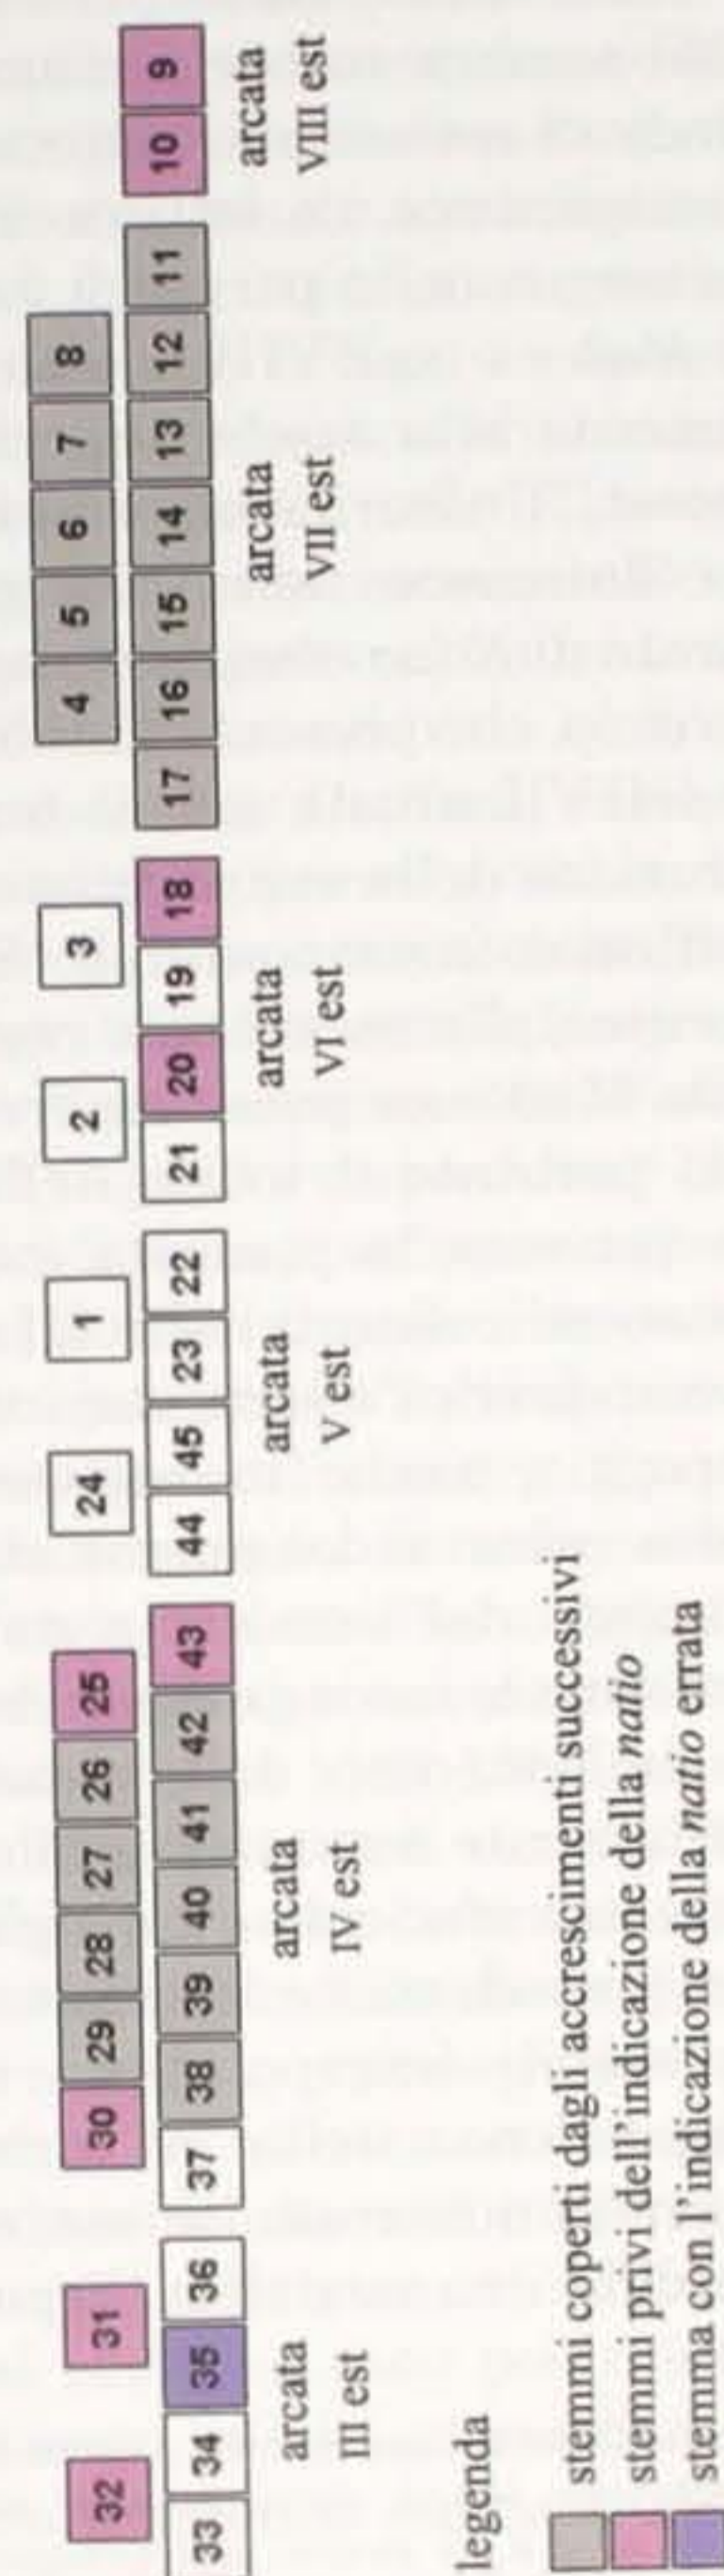 32 31 30 29 28 27 26 25 24 1 2 3 4 5 6 7 8
33 34 35 36 37 38 39 40 41 42 43 44 45 23 22 21 20 19 18 17 16 15 14 13 12 11 10 9
arcata
III est
arcata
IV est
arcata
V est
arcata
VI est
arcata
VII est
arcata
VIII est
legenda
stemmi coperti dagli accrescimenti successivi
stemmi privi dell'indicazione della natio
stemma con l'indicazione della natio errata